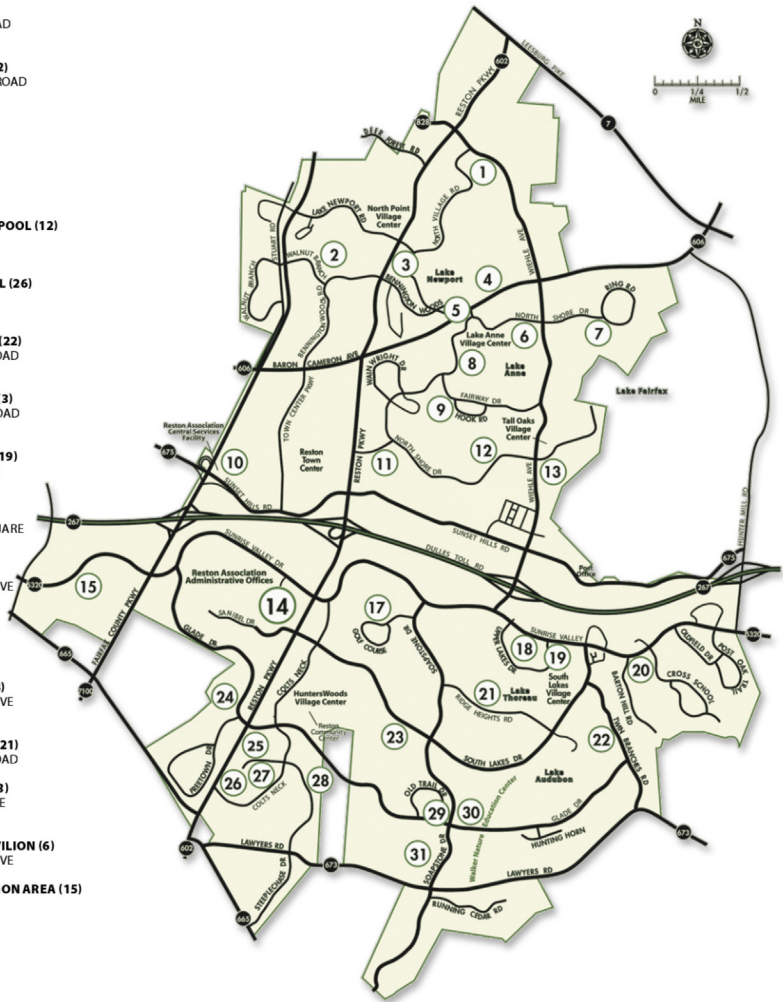 AD
2)
ROAD
POOL (12)
L (26)
(22)
OAD
(3)
OAD
19)
UARE
VE
)
VE
21)
OAD
3)
E
VILION (6)
VE
ON AREA (15)
N
0 1/4 1/2
MILE
602
LEESBURG PIKE
RESTON PKWY
7
828
DEER FOREST RD
1
LAKE NEWPORT RD
North Point
Village
Center
NORTH VILLAGE RD
WIEHLE AVE
606
STUART RD
2
WALNUT BRANCH
WALNUT BRANCH
3
Lake
Newport
4
BENNINGTON WOODS
BENNINGTON WOODS RD
5
RING RD
NORTH SHORE DR
Lake Anne
Village Center
6
7
606
BARON CAMERON AVE
WAINWRIGHT DR
8
Lake
Anne
Lake Fairfax
TOWN CENTER PKWY
FAIRWAY DR
9
HOOK RD
Tall Oaks
Village
Center
Reston Association
Central Services
Facility
675
10
Reston
Town
Center
RESTON PKWY
11
NORTH SHORE DR
12
WIEHLE AVE
13
HUNTER MILL RD
SUNSET HILLS RD
267
SUNSET HILLS RD
DULLES TOLL RD
SUNRISE VALLEY DR
Post
Office
675
267
5320
15
Reston Association
Administrative Offices
14
SANIBEL DR
17
GOLF COURSE
SOAPSTONE DR
UPPER LAKES DR
18
SUNRISE VALLEY
19
South
Lakes
Village
Center
20
OLDFIELD DR
POST OAK TRAIL
5320
665
FAIRFAX COUNTY PKWY
7100
GLADE DR
24
RESTON PKWY
COLTS NECK
HuntersWoods
Village Center
Reston
Community
Center
21
Lake
Thoreau
RIDGE HEIGHTS RD
BARTON HILL RD
CROSS SCHOOL
25
23
22
TWIN BRANCHES RD
SOUTH LAKES DR
Lake
Audubon
26
27
28
COLTS NECK
OLD TRAIL DR
29
30
Walker Nature Education Center
GLADE DR
HUNTING HORN
31
SOAPSTONE DR
602
LAWYERS RD
673
LAWYERS RD
673
STEEPLECHASE DR
665
RUNNING CEDAR RD